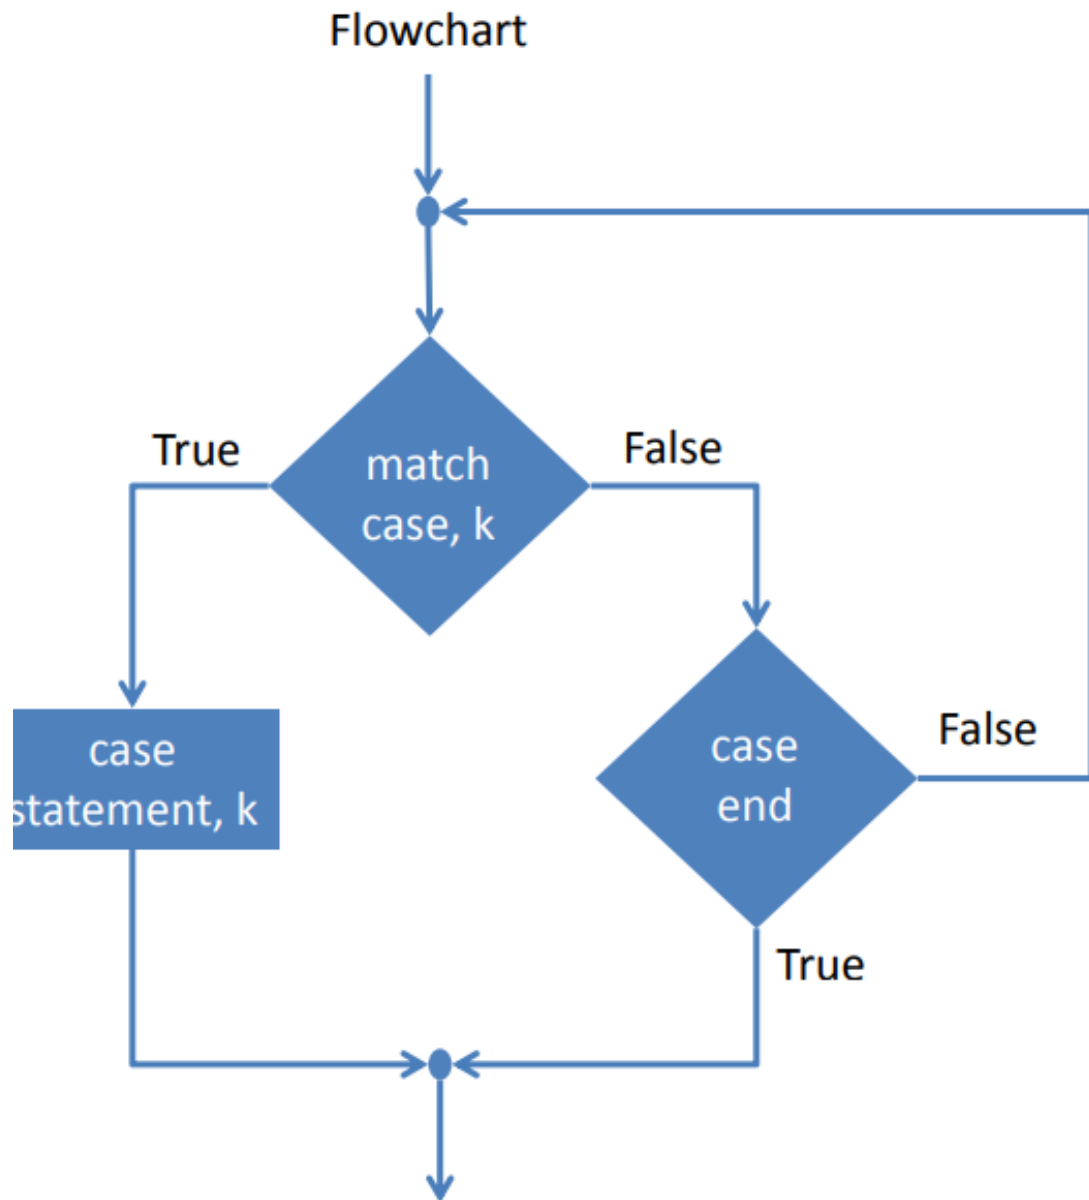 Flowchart
True
False
match
case, k
case
statement, k
case
end
False
True